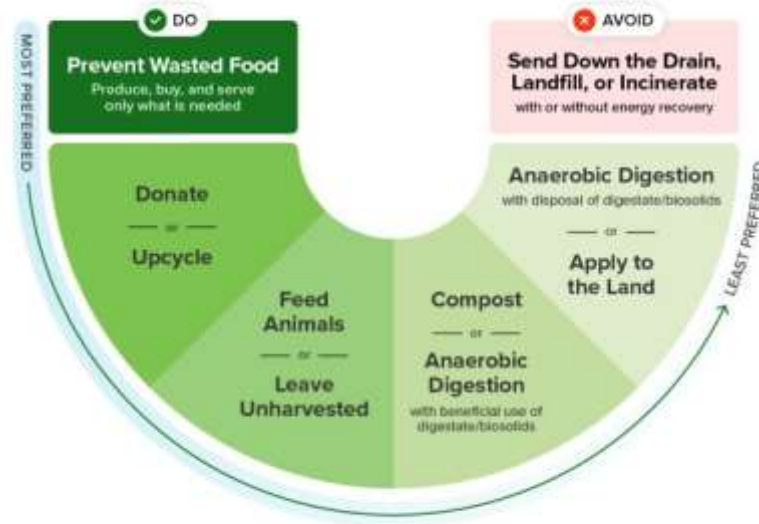 DO
Prevent Wasted Food
Produce, buy, and serve
only what is needed
AVOID
Send Down the Drain,
Landfill, or Incinerate
with or without energy recovery
MOST PREFERRED
Donate
or
Upcycle
Feed
Animals
or
Leave
Unharvested
Compost
or
Anaerobic
Digestion
with beneficial use of
digestate/biosolids
Anaerobic Digestion
with disposal of digestate/biosolids
or
Apply to
the Land
LEAST PREFERRED